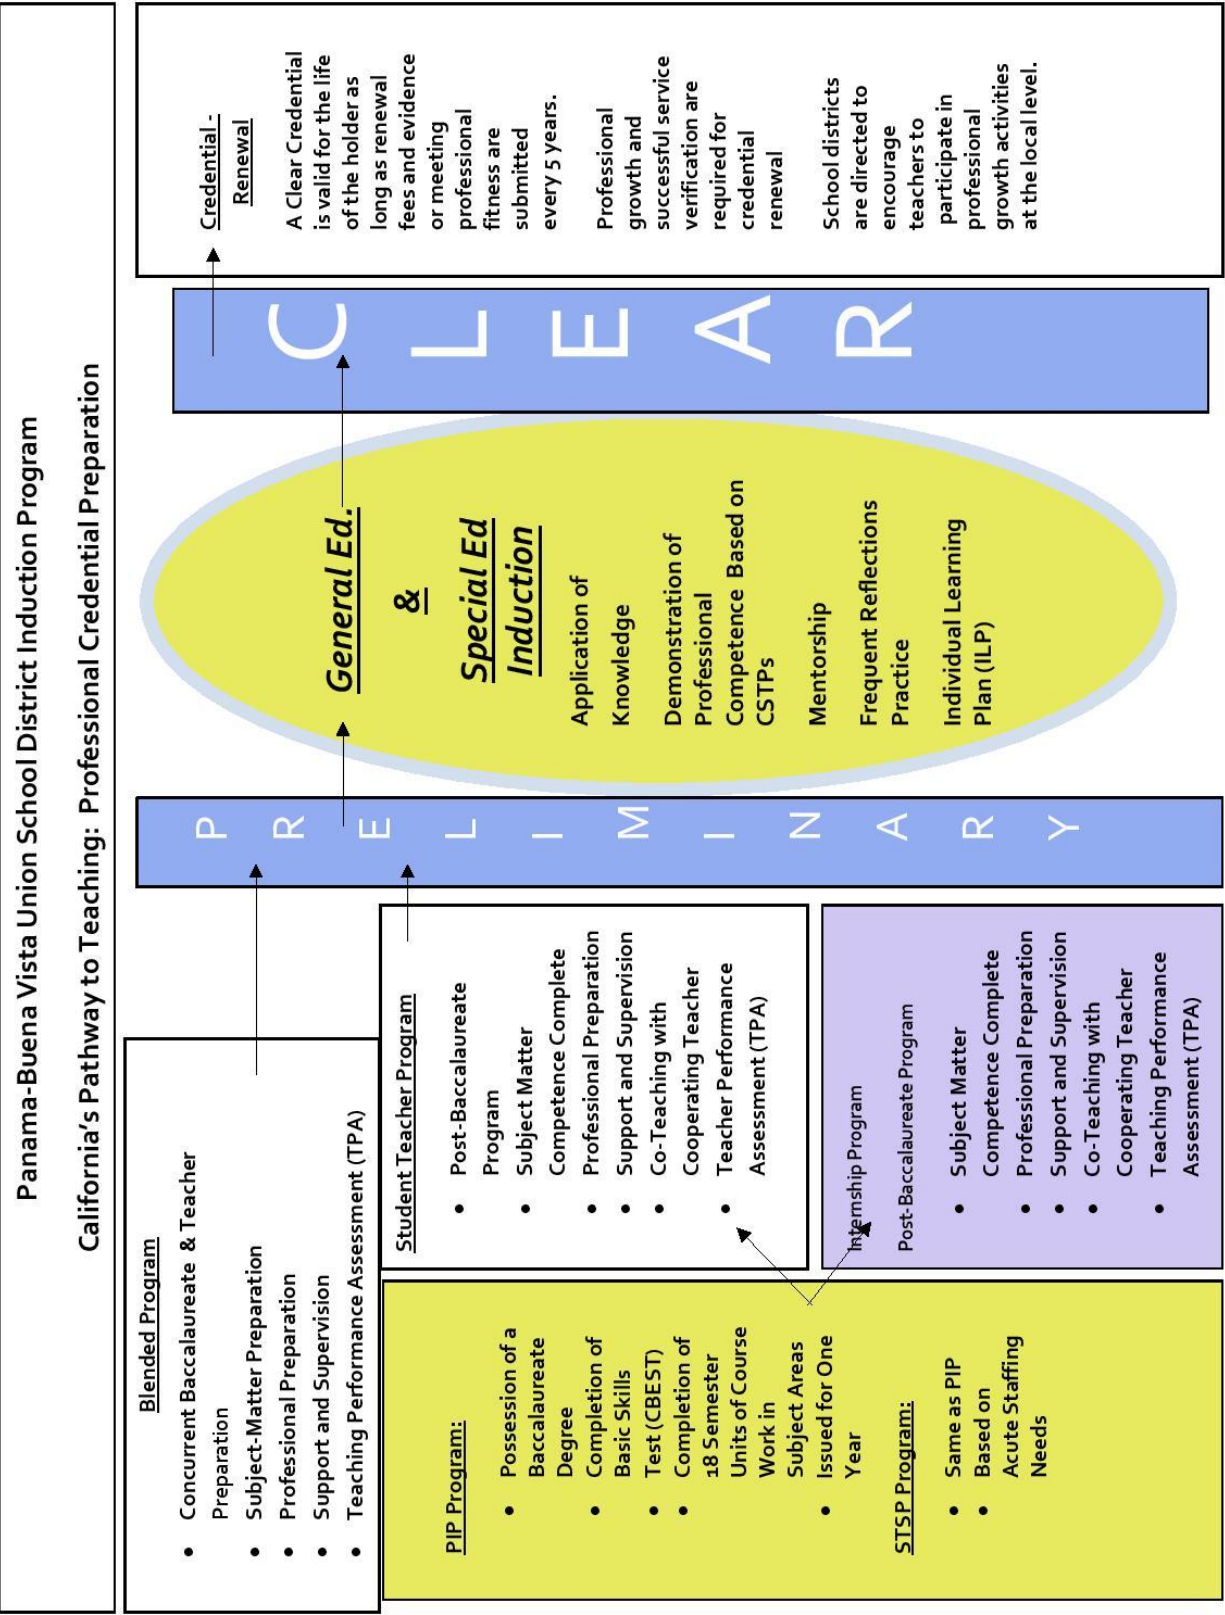 Panama-Buena Vista Union School District Induction Program
California's Pathway to Teaching: Professional Credential Preparation
Blended Program
• Concurrent Baccalaureate & Teacher
Preparation
• Subject-Matter Preparation
• Professional Preparation
• Support and Supervision
• Teaching Performance Assessment (TPA)
PIP Program:
• Possession of a
Baccalaureate
Degree
• Completion of
Basic Skills
• Test (CBEST)
• Completion of
18 Semester
Units of Course
Work in
Subject Areas
• Issued for One
Year
STSP Program:
• Same as PIP
• Based on
Acute Staffing
Needs
Student Teacher Program
• Post-Baccalaureate
Program
• Subject Matter
Competence Complete
• Professional Preparation
• Support and Supervision
• Co-Teaching with
Cooperating Teacher
• Teacher Performance
Assessment (TPA)
Internship Program
Post-Baccalaureate Program
• Subject Matter
Competence Complete
• Professional Preparation
• Support and Supervision
• Co-Teaching with
Cooperating Teacher
• Teaching Performance
Assessment (TPA)
PRELIMINARY
General Ed.
&
Special Ed
Induction
Application of
Knowledge
Demonstration of
Professional
Competence Based on
CSTPs
Mentorship
Frequent Reflections
Practice
Individual Learning
Plan (ILP)
CLEAR
Credential -
Renewal
A Clear Credential
is valid for the life
of the holder as
long as renewal
fees and evidence
or meeting
professional
fitness are
submitted
every 5 years.
Professional
growth and
successful service
verification are
required for
credential
renewal
School districts
are directed to
encourage
teachers to
participate in
professional
growth activities
at the local level.